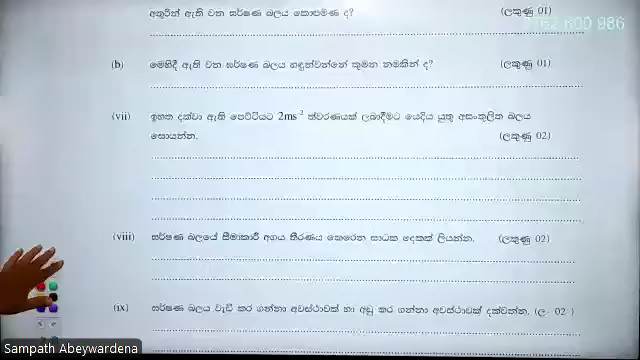 අතුරින් ඇති වන ඝර්ෂණ බලය කොපමණ ද? (ලකුණු 01)
(b) මෙහිදී ඇති වන ඝර්ෂණ බලය හඳුන්වන්නේ කුමන නමකින් ද? (ලකුණු 01)
(vii) ඉහත දක්වා ඇති පෙට්ටියට 2ms⁻² ත්වරණයක් ලබාදීමට යෙදිය යුතු අසංතුලිත බලය
සොයන්න. (ලකුණු 02)
(viii) ඝර්ෂණ බලයේ සීමාකාරී අගය තීරණය කෙරෙන සාධක දෙකක් ලියන්න. (ලකුණු 02)
(ix) ඝර්ෂණ බලය වැඩි කර ගන්නා අවස්ථාවක් හා අඩු කර ගන්නා අවස්ථාවක් දක්වන්න. (ල- 02 )
Sampath Abeywardena